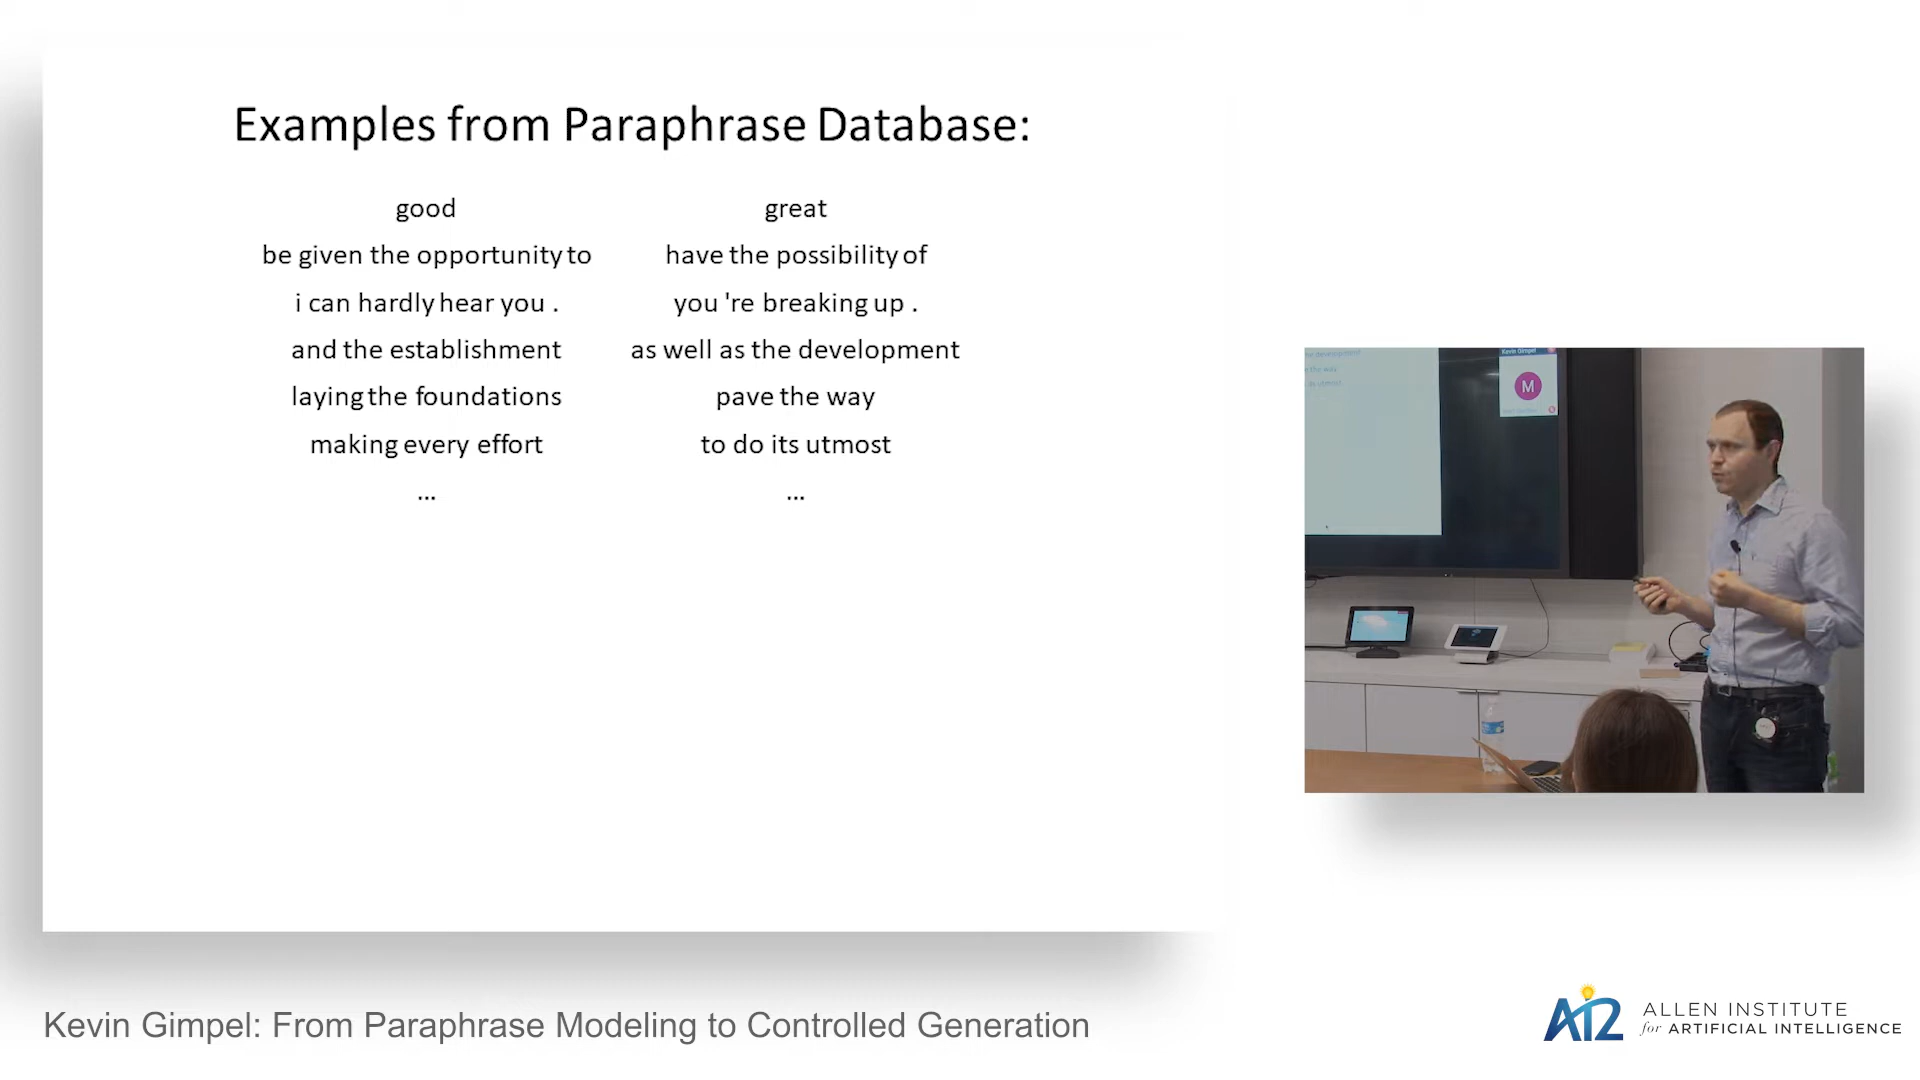 Examples from Paraphrase Database:
good great
be given the opportunity to have the possibility of
i can hardly hear you . you 're breaking up .
and the establishment as well as the development
laying the foundations pave the way
making every effort to do its utmost
... ...
Kevin Gimpel
M
Kevin Gimpel: From Paraphrase Modeling to Controlled Generation
AI2 ALLEN INSTITUTE
for ARTIFICIAL INTELLIGENCE